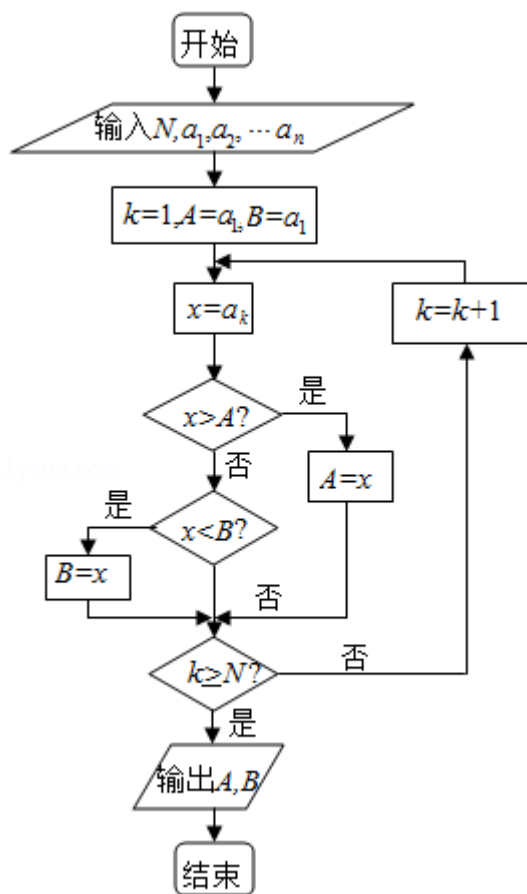 开始
输入N,a₁,a₂, ⋯aₙ
k=1,A=a₁,B=a₁
x=aₖ
k=k+1
x>A?
是
否
A=x
是
x<B?
B=x
否
k≥N?
否
是
输出A,B
结束